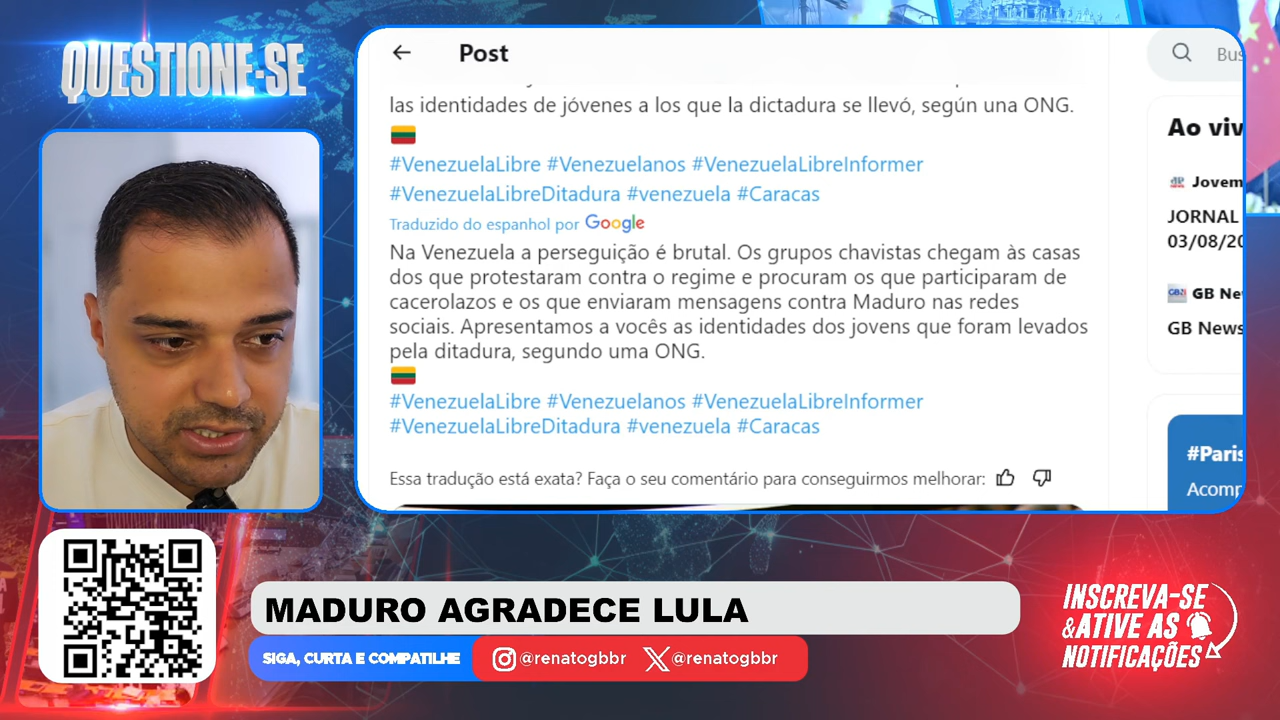 QUESTIONE-SE
Post
las identidades de jóvenes a los que la dictadura se llevó, según una ONG.
#VenezuelaLibre #Venezuelanos #VenezuelaLibreInformer
#VenezuelaLibreDitadura #venezuela #Caracas
Traduzido do espanhol por Google
Na Venezuela a perseguição é brutal. Os grupos chavistas chegam às casas
dos que protestaram contra o regime e procuram os que participaram de
cacerolazos e os que enviaram mensagens contra Maduro nas redes
sociais. Apresentamos a vocês as identidades dos jovens que foram levados
pela ditadura, segundo uma ONG.
#VenezuelaLibre #Venezuelanos #VenezuelaLibreInformer
#VenezuelaLibreDitadura #venezuela #Caracas
Essa tradução está exata? Faça o seu comentário para conseguirmos melhorar:
Bus
Ao viv
Jovem
JORNAL
03/08/20
GBN GB Ne
GB News
#Paris
Acomp
MADURO AGRADECE LULA
SIGA, CURTA E COMPATILHE
@renatogbbr
@renatogbbr
INSCREVA-SE
&ATIVE AS
NOTIFICAÇÕES